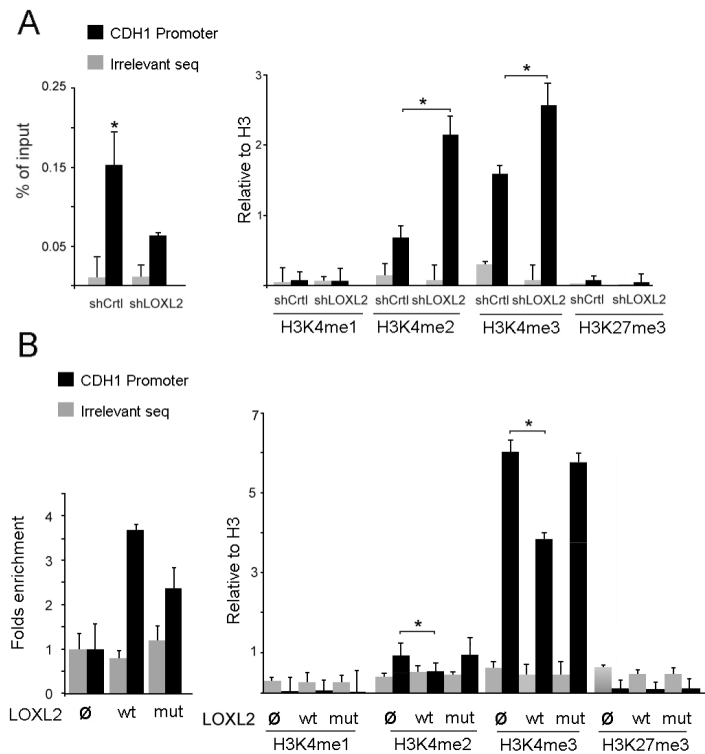 A
CDH1 Promoter
Irrelevant seq
% of input
0.25
0.15
0.05
shCrtl shLOXL2
*
Relative to H3
3
2
1
* *
shCrtl shLOXL2 shCrtl shLOXL2 shCrtl shLOXL2 shCrtl shLOXL2
H3K4me1 H3K4me2 H3K4me3 H3K27me3
B
CDH1 Promoter
Irrelevant seq
Folds enrichment
4
3
2
1
0
LOXL2 Ø wt mut
Relative to H3
7
5
3
1
* *
LOXL2 Ø wt mut Ø wt mut Ø wt mut Ø wt mut
H3K4me1 H3K4me2 H3K4me3 H3K27me3